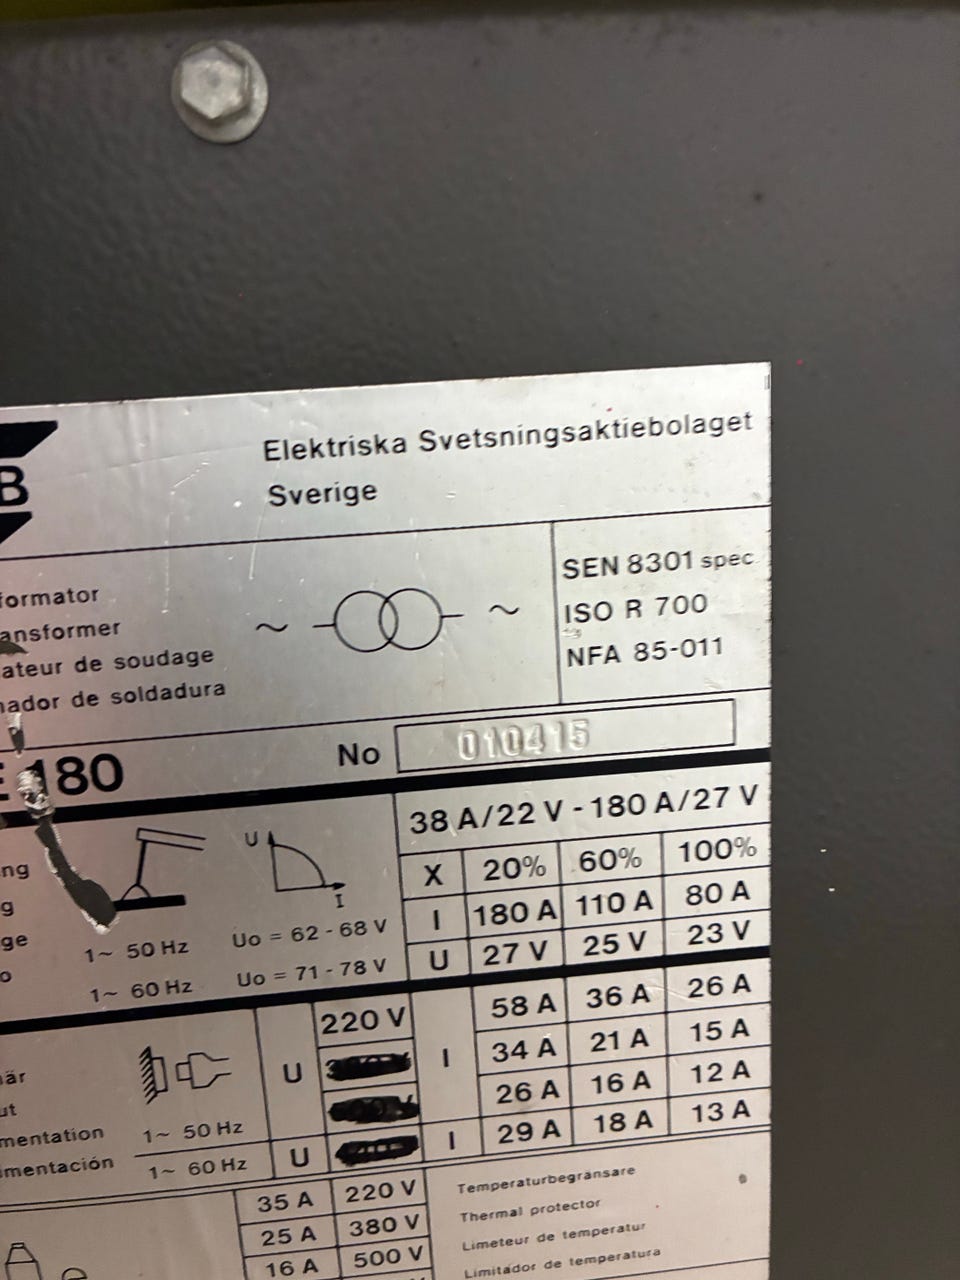 B
Elektriska Svetsningsaktiebolaget
Sverige
formator
ansformer
ateur de soudage
ador de soldadura
~ ~
SEN 8301 spec
ISO R 700
NFA 85-011
E 180
No 010415
38 A/22 V - 180 A/27 V
X 20% 60% 100%
I 180 A 110 A 80 A
U 27 V 25 V 23 V
ng
g
ge
o
U
I
1~ 50 Hz Uo = 62 - 68 V
1~ 60 Hz Uo = 71 - 78 V
U 220 V I 58 A 36 A 26 A
34 A 21 A 15 A
26 A 16 A 12 A
U I 29 A 18 A 13 A
är
ut
mentation
imentación
1~ 50 Hz
1~ 60 Hz
35 A 220 V
25 A 380 V
16 A 500 V
Temperaturbegränsare
Thermal protector
Limeteur de temperatur
Limitador de temperatura